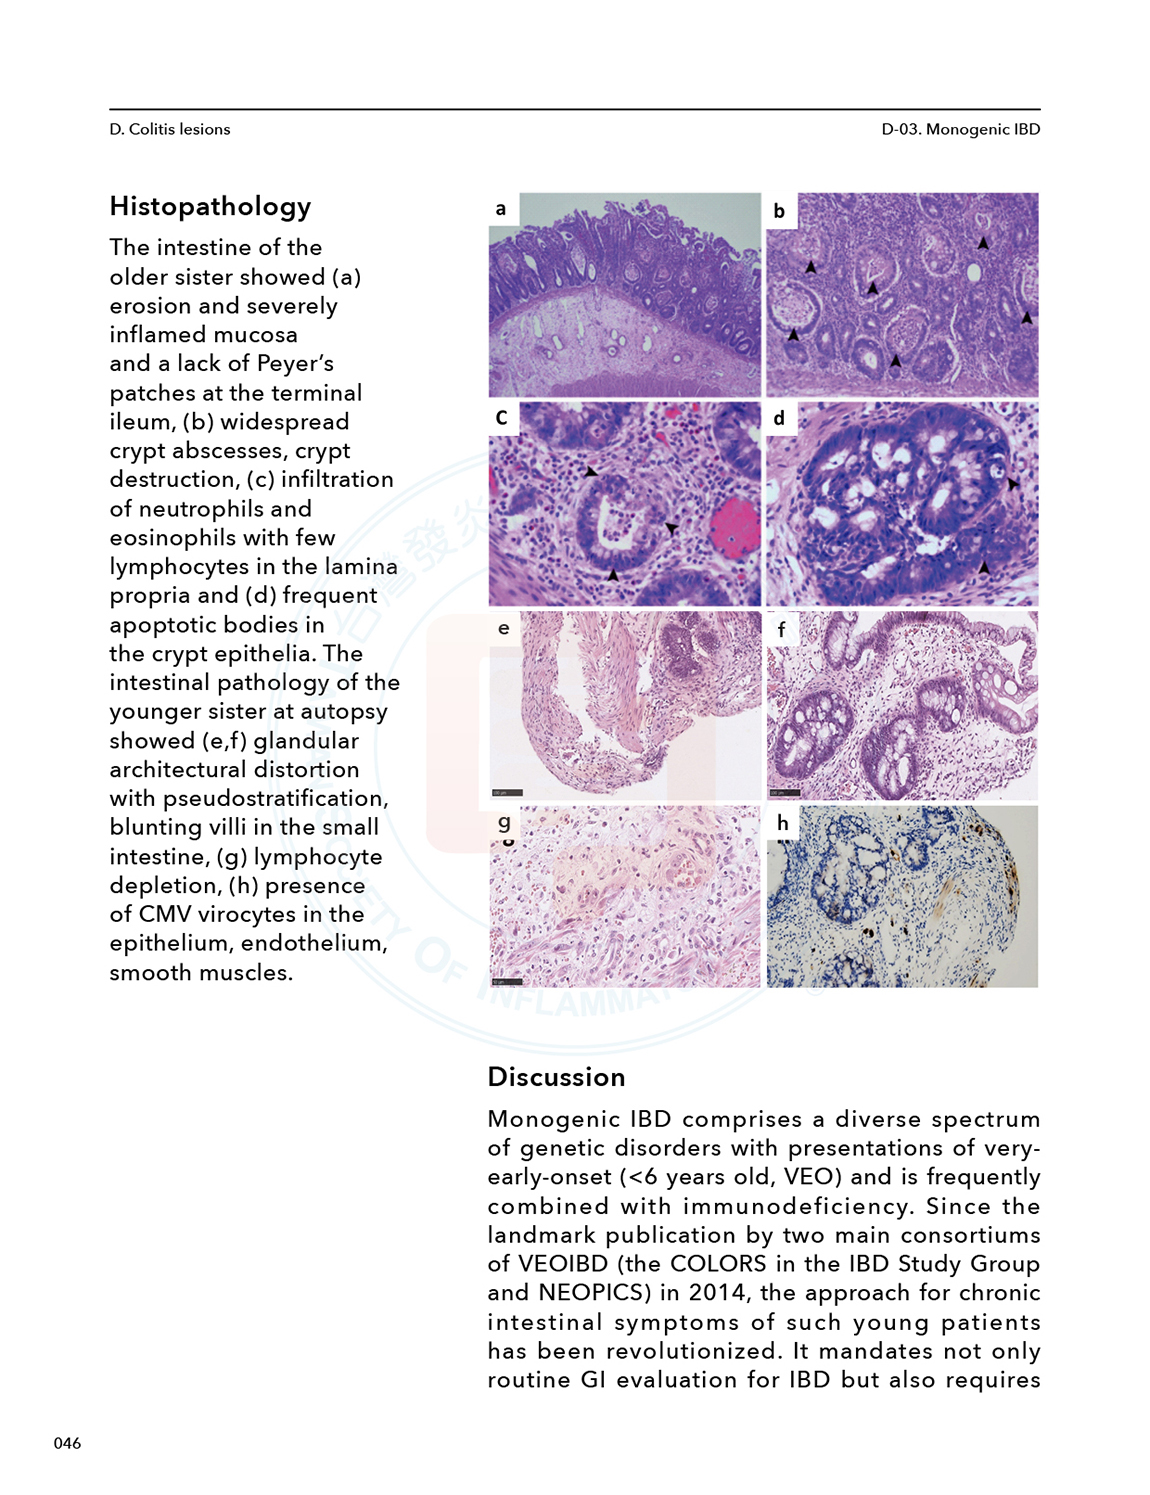 D. Colitis lesions
D-03. Monogenic IBD
Histopathology
The intestine of the
older sister showed (a)
erosion and severely
inflamed mucosa
and a lack of Peyer’s
patches at the terminal
ileum, (b) widespread
crypt abscesses, crypt
destruction, (c) infiltration
of neutrophils and
eosinophils with few
lymphocytes in the lamina
propria and (d) frequent
apoptotic bodies in
the crypt epithelia. The
intestinal pathology of the
younger sister at autopsy
showed (e,f) glandular
architectural distortion
with pseudostratification,
blunting villi in the small
intestine, (g) lymphocyte
depletion, (h) presence
of CMV virocytes in the
epithelium, endothelium,
smooth muscles.
a
b
c
d
e
f
g
h
Discussion
Monogenic IBD comprises a diverse spectrum
of genetic disorders with presentations of very-
early-onset (<6 years old, VEO) and is frequently
combined with immunodeficiency. Since the
landmark publication by two main consortiums
of VEOIBD (the COLORS in the IBD Study Group
and NEOPICS) in 2014, the approach for chronic
intestinal symptoms of such young patients
has been revolutionized. It mandates not only
routine GI evaluation for IBD but also requires
046